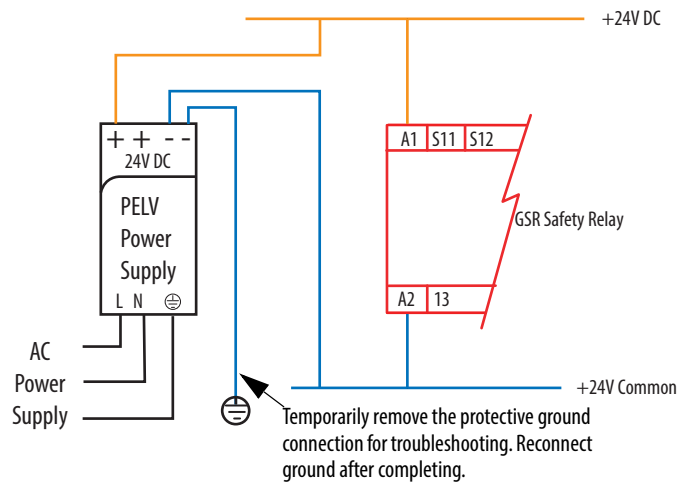 +24V DC
+ + - -
24V DC
PELV
Power
Supply
L N
A1 S11 S12
GSR Safety Relay
A2 13
AC
Power
Supply
+24V Common
Temporarily remove the protective ground
connection for troubleshooting. Reconnect
ground after completing.